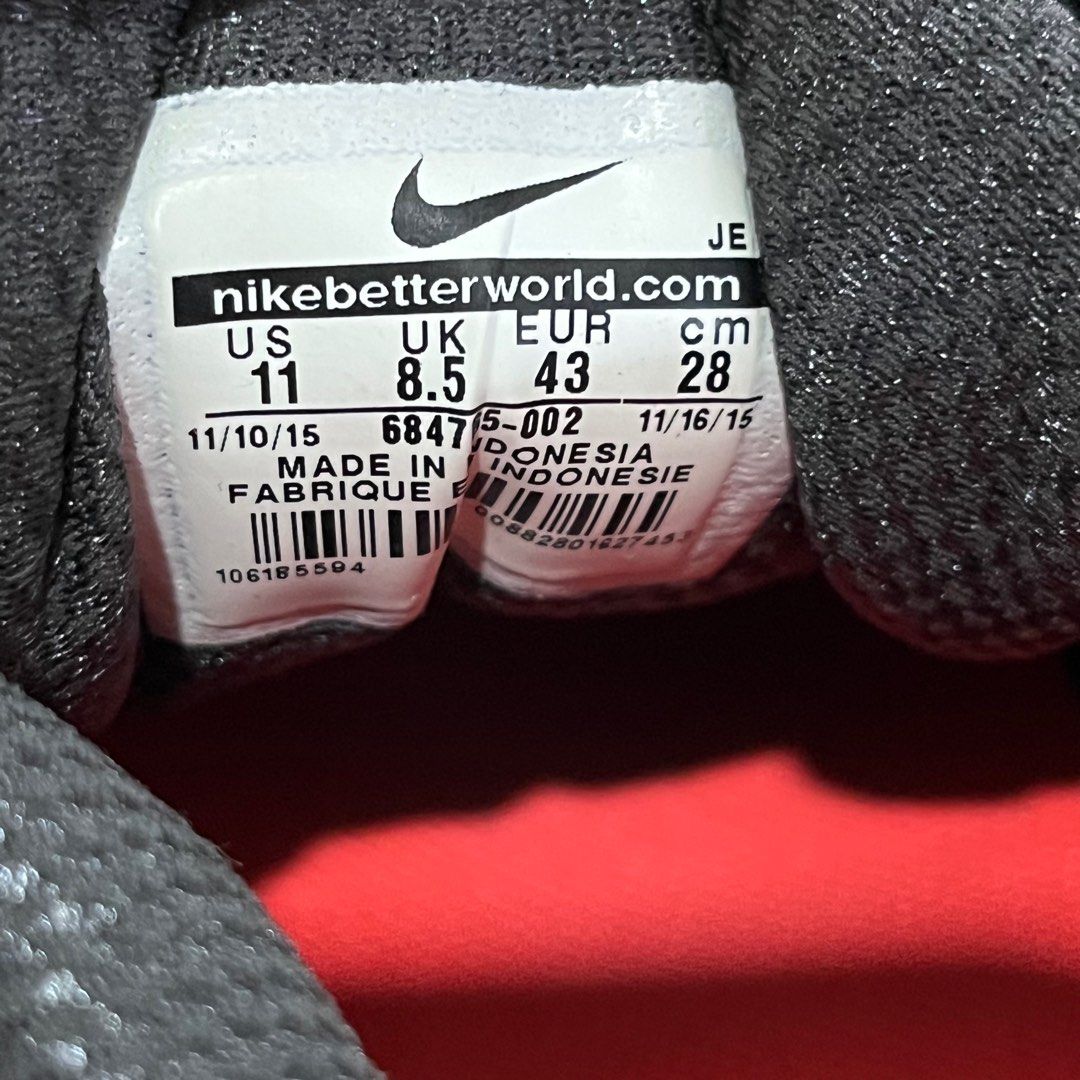 JE
nikebetterworld.com
US UK EUR cm
11 8.5 43 28
11/10/15 6847 5-002 11/16/15
MADE IN INDONESIA
FABRIQUE INDONESIE
106185594